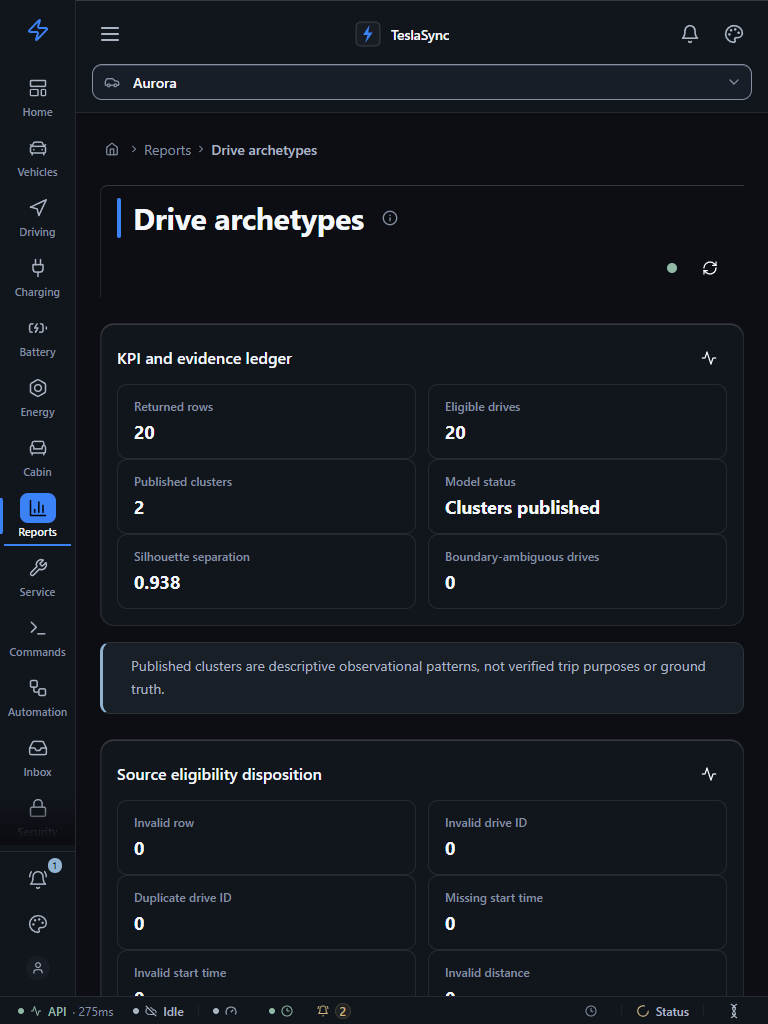 TeslaSync
Aurora
Home
Vehicles
Driving
Charging
Battery
Energy
Cabin
Reports
Service
Commands
Automation
Inbox
Security
1
Reports
Drive archetypes
Drive archetypes
KPI and evidence ledger
Returned rows
20
Eligible drives
20
Published clusters
2
Model status
Clusters published
Silhouette separation
0.938
Boundary-ambiguous drives
0
Published clusters are descriptive observational patterns, not verified trip purposes or ground
truth.
Source eligibility disposition
Invalid row
0
Invalid drive ID
0
Duplicate drive ID
0
Missing start time
0
Invalid start time
Invalid distance
API · 275ms
Idle
2
Status